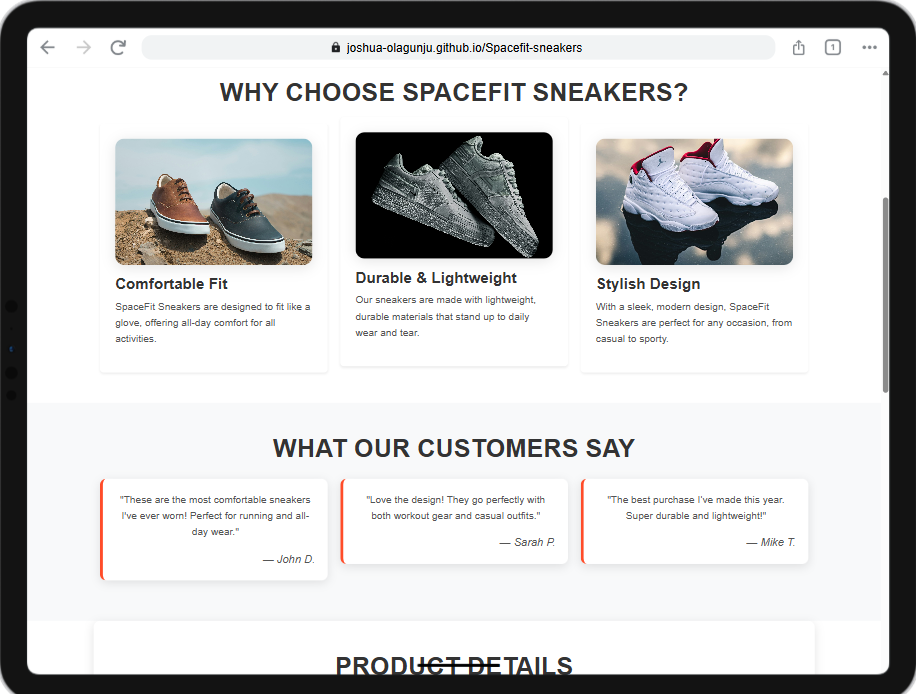 joshua-olagunju.github.io/Spacefit-sneakers
1
WHY CHOOSE SPACEFIT SNEAKERS?
Comfortable Fit
SpaceFit Sneakers are designed to fit like a
glove, offering all-day comfort for all
activities.
Durable & Lightweight
Our sneakers are made with lightweight,
durable materials that stand up to daily
wear and tear.
Stylish Design
With a sleek, modern design, SpaceFit
Sneakers are perfect for any occasion, from
casual to sporty.
WHAT OUR CUSTOMERS SAY
"These are the most comfortable sneakers
I've ever worn! Perfect for running and all-
day wear."
— John D.
"Love the design! They go perfectly with
both workout gear and casual outfits."
— Sarah P.
"The best purchase I've made this year.
Super durable and lightweight!"
— Mike T.
PRODUCT DETAILS